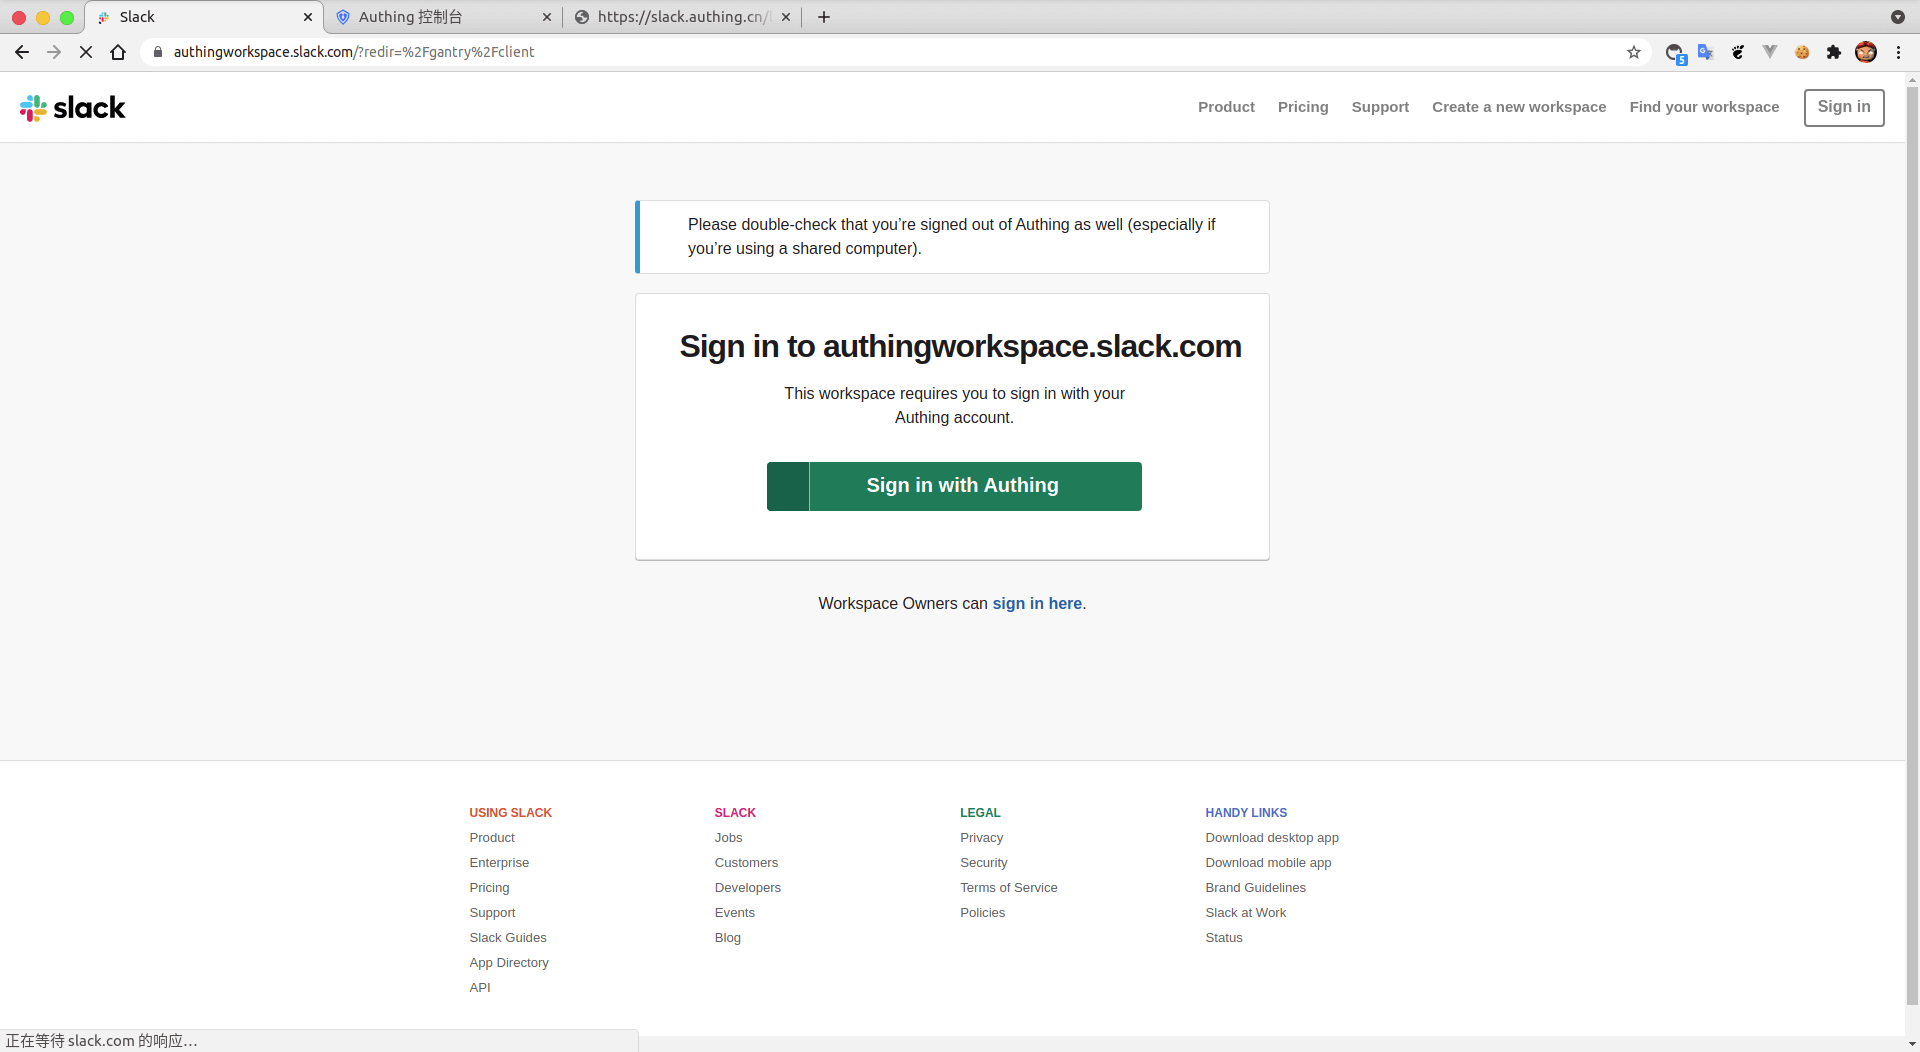 Slack
Authing 控制台
https://slack.authing.cn/
authingworkspace.slack.com/?redir=%2Fgantry%2Fclient
5
slack
Product
Pricing
Support
Create a new workspace
Find your workspace
Sign in
Please double-check that you’re signed out of Authing as well (especially if
you’re using a shared computer).
Sign in to authingworkspace.slack.com
This workspace requires you to sign in with your
Authing account.
Sign in with Authing
Workspace Owners can sign in here.
USING SLACK
Product
Enterprise
Pricing
Support
Slack Guides
App Directory
API
SLACK
Jobs
Customers
Developers
Events
Blog
LEGAL
Privacy
Security
Terms of Service
Policies
HANDY LINKS
Download desktop app
Download mobile app
Brand Guidelines
Slack at Work
Status
正在等待 slack.com 的响应…